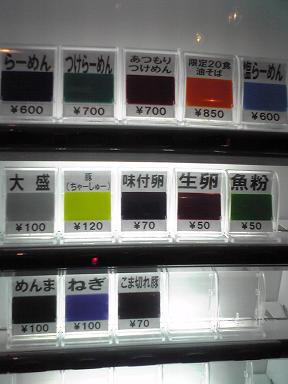 らーめん
¥600
つけらーめん
¥700
あつもり
つけめん
¥700
限定20食
油そば
¥850
塩らーめん
¥600
大盛
¥100
豚
(ちゃーしゅー)
¥120
味付卵
¥70
生卵
¥50
魚粉
¥50
めんま
¥100
ねぎ
¥100
こま切れ豚
¥70